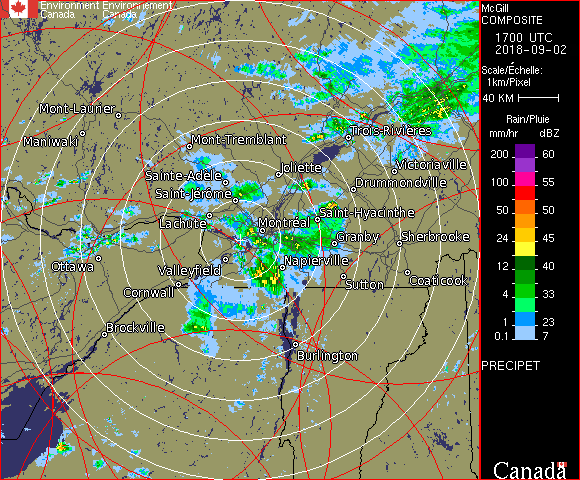 Environment Environnement
Canada Canada
McGill
COMPOSITE
1700 UTC
2018-09-02
Scale/Échelle:
1km/Pixel
40 KM
Rain/Pluie
mm/hr dBZ
200 60
100 55
50 50
24 45
12 40
4 33
1 23
0.1 7
PRECIPET
Canada
Mont-Laurier
Maniwaki
Mont-Tremblant
Trois-Rivières
Sainte-Adele
Joliette
Victoriaville
Saint-Jérome
Drummondville
Lachute
Montréal
Saint-Hyacinthe
Granby
Sherbrooke
Ottawa
Valleyfield
Napierville
Cornwall
Sutton
Coaticook
Brockville
Burlington